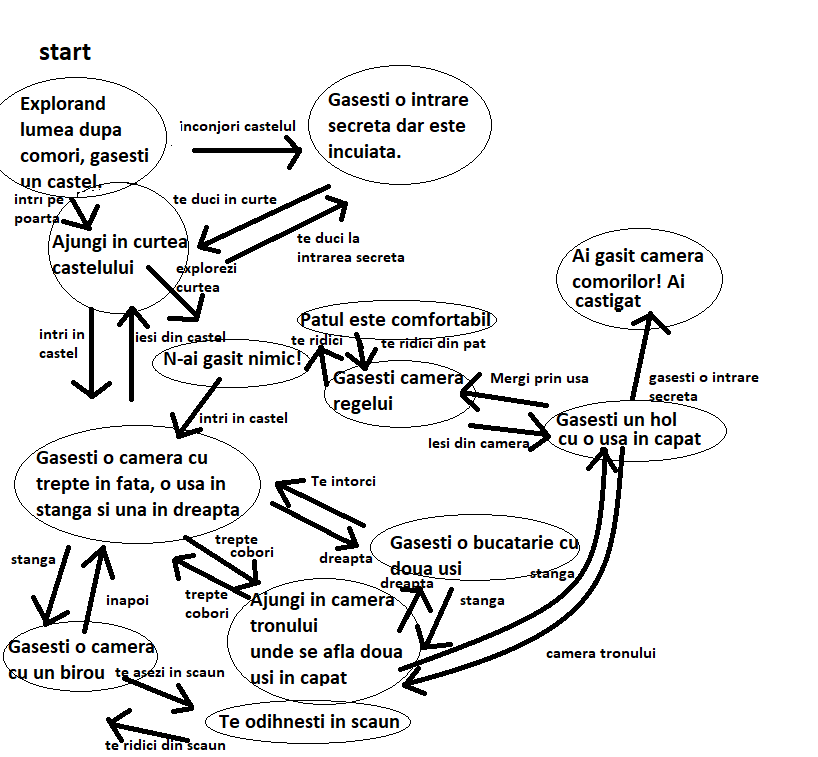 start
Explorand
lumea dupa
comori, gasesti
un castel.
inconjori castelul
Gasesti o intrare
secreta dar este
incuiata.
intri pe
poarta
te duci in curte
Ajungi in curtea
castelului
te duci la
intrarea secreta
explorezi
curtea
Ai gasit camera
comorilor! Ai
castigat
intri in
castel
iesi din castel
Patul este comfortabil
te ridici
te ridici din pat
N-ai gasit nimic!
Gasesti camera
regelui
Mergi prin usa
gasesti o intrare
secreta
intri in castel
Iesi din camera
Gasesti un hol
cu o usa in capat
Gasesti o camera cu
trepte in fata, o usa in
stanga si una in dreapta
Te intorci
trepte
cobori
dreapta
Gasesti o bucatarie cu
doua usi
stanga
inapoi
trepte
cobori
dreapta
stanga
stanga
Ajungi in camera
tronului
unde se afla doua
usi in capat
camera tronului
Gasesti o camera
cu un birou
te asezi in scaun
Te odihnesti in scaun
te ridici din scaun